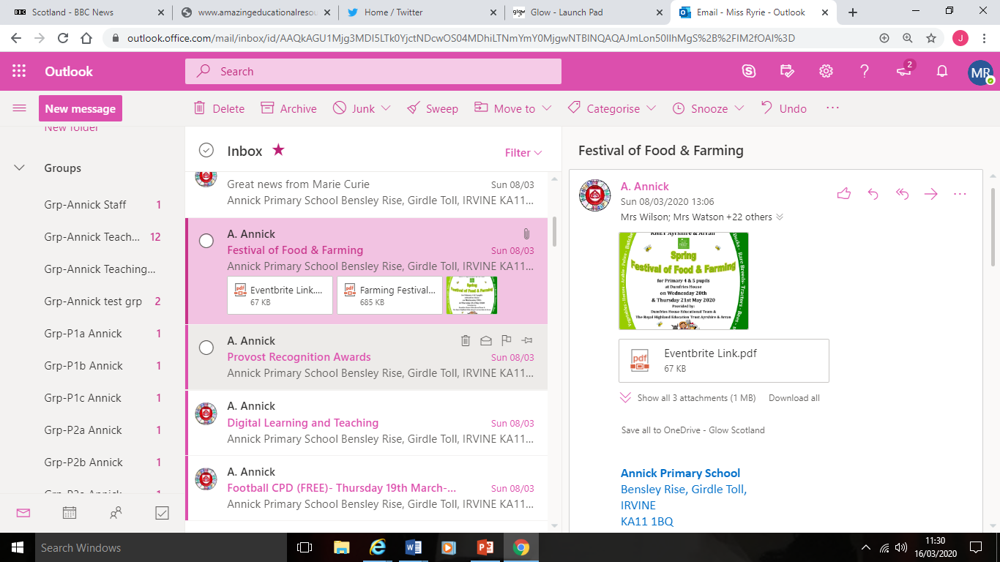 Scotland - BBC News
www.amazingeducationalresou
Home / Twitter
Glow - Launch Pad
Email - Miss Ryrie - Outlook
outlook.office.com/mail/inbox/id/AAQkAGU1Mjg3MDI5LTk0YjctNDcwOS04MDhiLTNmYmY0MjgwNTBlNQAQAJmLon50IIhMgS%2B%2FIM2fOAI%3D
J
Outlook
Search
2
MR
New message
Delete
Archive
Junk
Sweep
Move to
Categorise
Snooze
Undo
New folder
Groups
Grp-Annick Staff 1
Grp-Annick Teach... 12
Grp-Annick Teaching...
Grp-Annick test grp 2
Grp-P1a Annick 1
Grp-P1b Annick 1
Grp-P1c Annick 1
Grp-P2a Annick 1
Grp-P2b Annick 1
Inbox
Filter
Great news from Marie Curie Sun 08/03
Annick Primary School Bensley Rise, Girdle Toll, IRVINE KA11...
A. Annick
Festival of Food & Farming Sun 08/03
Annick Primary School Bensley Rise, Girdle Toll, IRVINE KA11...
pdf Eventbrite Link....
67 KB
pdf Farming Festival...
685 KB
A. Annick
Provost Recognition Awards Sun 08/03
Annick Primary School Bensley Rise, Girdle Toll, IRVINE KA11...
A. Annick
Digital Learning and Teaching Sun 08/03
Annick Primary School Bensley Rise, Girdle Toll, IRVINE KA11...
A. Annick
Football CPD (FREE)- Thursday 19th March-... Sun 08/03
Annick Primary School Bensley Rise, Girdle Toll, IRVINE KA11...
Festival of Food & Farming
A. Annick
Sun 08/03/2020 13:06
Mrs Wilson; Mrs Watson +22 others
RHET Ayrshire & Arran
Spring
Festival of Food & Farming
for Primary 4 & 5 pupils
at Dumfries House
on Wednesday 20th
& Thursday 21st May 2020
Provided by:
Dumfries House Educational Team &
The Royal Highland Education Trust Ayrshire & Arran
Ducks - Rare Breeds- Tractors - Bees -
pdf
Eventbrite Link.pdf
67 KB
Show all 3 attachments (1 MB) Download all
Save all to OneDrive - Glow Scotland
Annick Primary School
Bensley Rise, Girdle Toll,
IRVINE
KA11 1BQ
Search Windows
11:30
16/03/2020